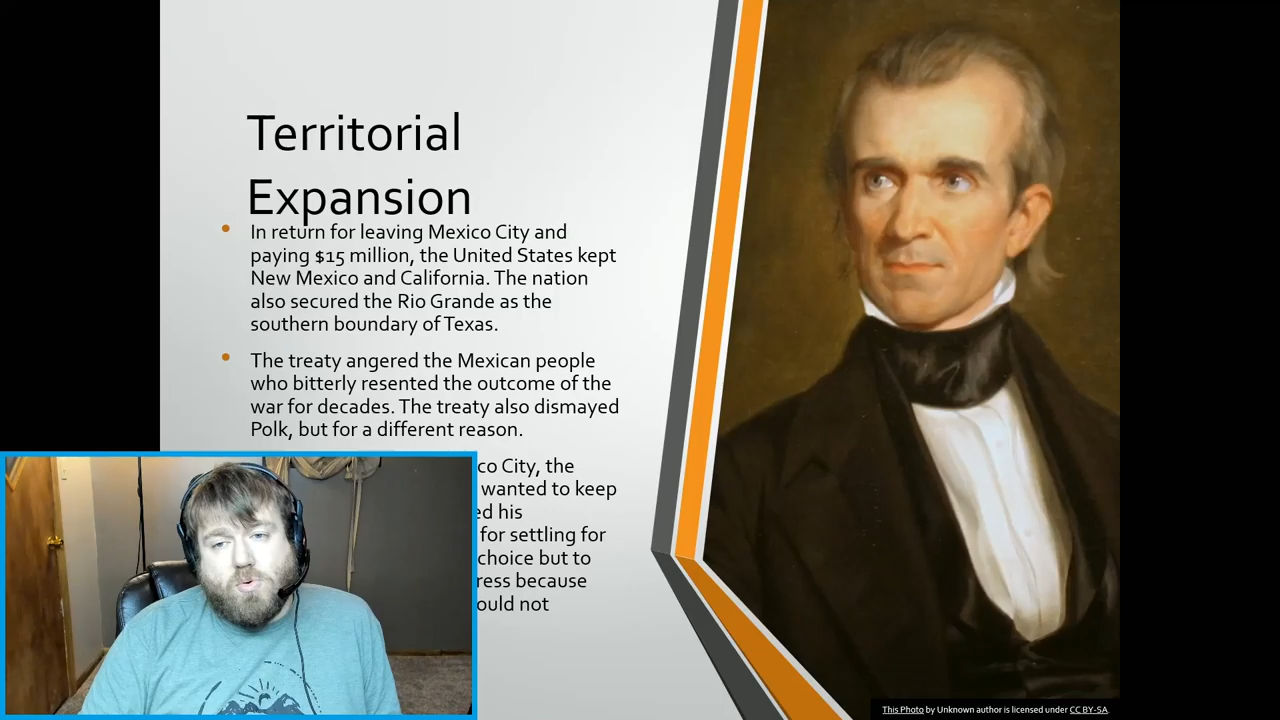 Territorial
Expansion
In return for leaving Mexico City and
paying $15 million, the United States kept
New Mexico and California. The nation
also secured the Rio Grande as the
southern boundary of Texas.
The treaty angered the Mexican people
who bitterly resented the outcome of the
war for decades. The treaty also dismayed
Polk, but for a different reason.
City, the
wanted to keep
his
for settling for
choice but to
because
not
This Photo by Unknown author is licensed under CC BY-SA.